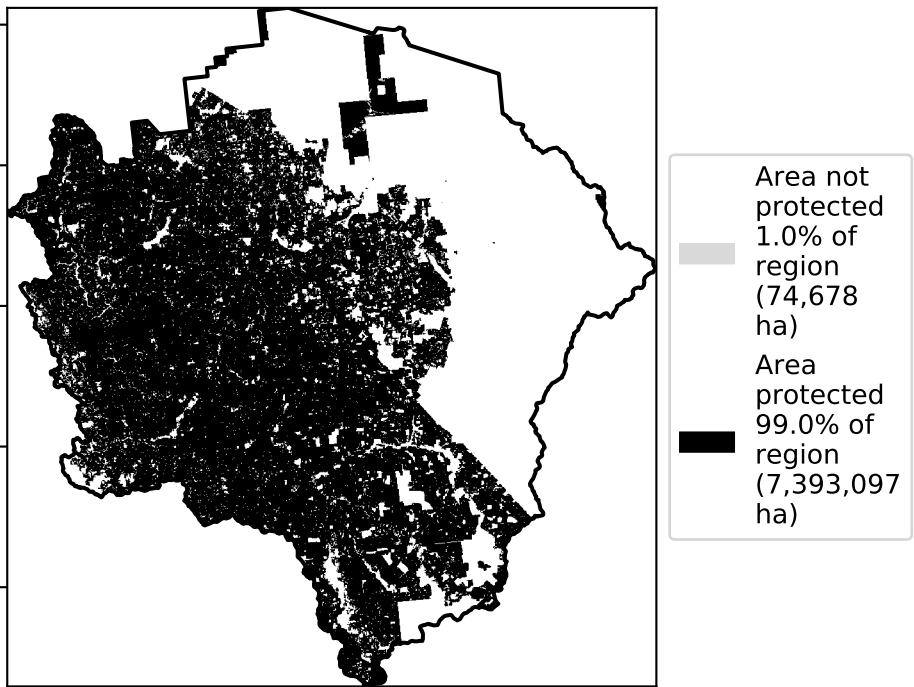 Area not
protected
1.0% of
region
(74,678
ha)
Area
protected
99.0% of
region
(7,393,097
ha)